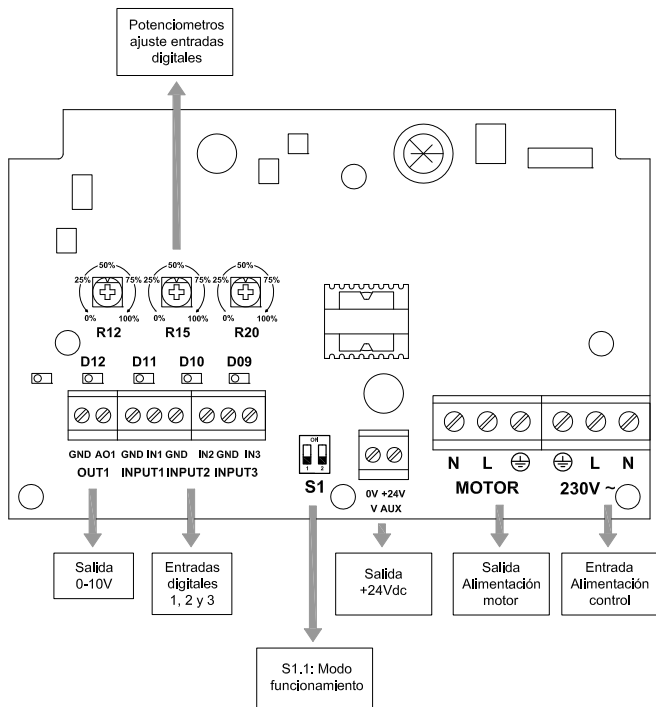 Potenciometros
ajuste entradas
digitales
50% 50% 50%
25% 75% 25% 75% 25% 75%
0% 100% 0% 100% 0% 100%
R12 R15 R20
D12 D11 D10 D09
GND AO1 GND IN1 GND IN2 GND IN3
OUT1 INPUT1 INPUT2 INPUT3
ON
1 2
S1
0V +24V
V AUX
N L L N
MOTOR 230V ~
Salida
0-10V
Entradas
digitales
1, 2 y 3
Salida
+24Vdc
Salida
Alimentación
motor
Entrada
Alimentación
control
S1.1: Modo
funcionamiento